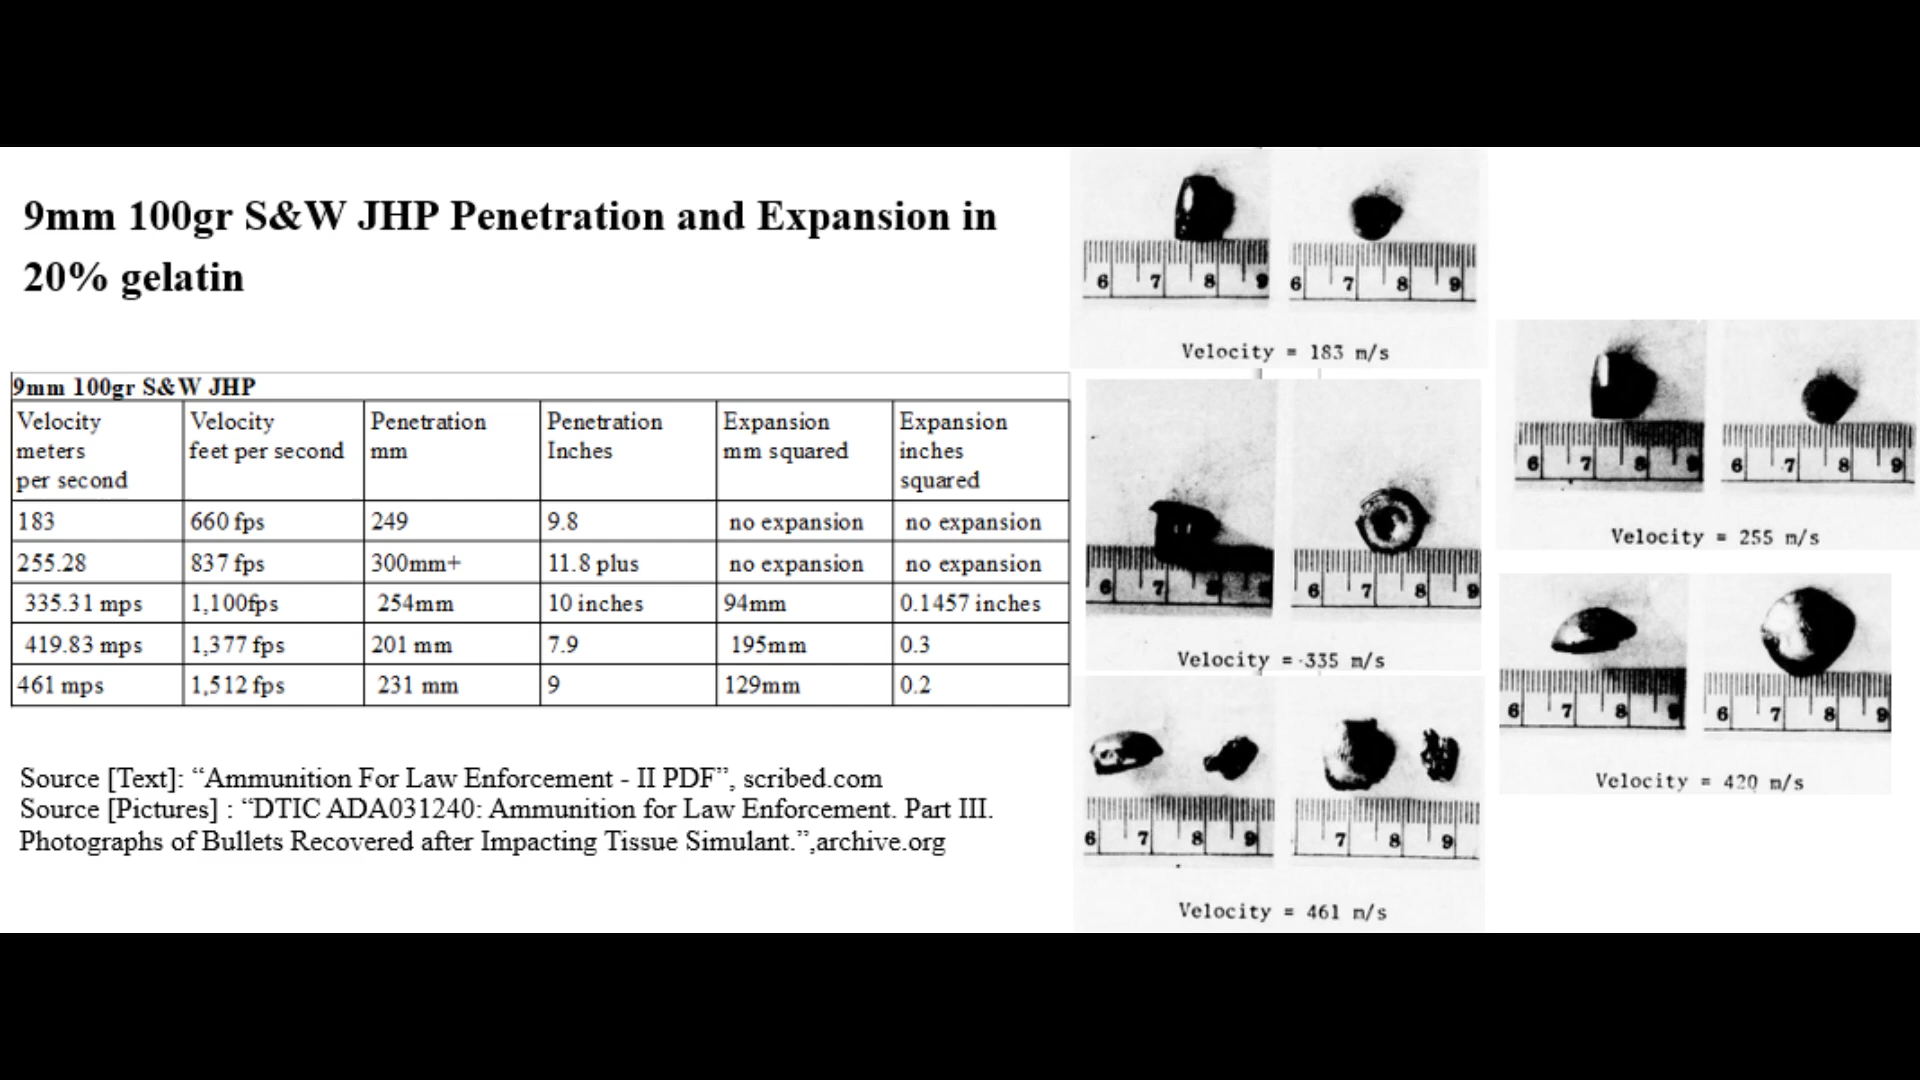 9mm 100gr S&W JHP Penetration and Expansion in
20% gelatin
9mm 100gr S&W JHP
Velocity meters per second | Velocity feet per second | Penetration mm | Penetration Inches | Expansion mm squared | Expansion inches squared
183 | 660 fps | 249 | 9.8 | no expansion | no expansion
255.28 | 837 fps | 300mm+ | 11.8 plus | no expansion | no expansion
335.31 mps | 1,100fps | 254mm | 10 inches | 94mm | 0.1457 inches
419.83 mps | 1,377 fps | 201 mm | 7.9 | 195mm | 0.3
461 mps | 1,512 fps | 231 mm | 9 | 129mm | 0.2
Source [Text]: “Ammunition For Law Enforcement - II PDF”, scribed.com
Source [Pictures] : “DTIC ADA031240: Ammunition for Law Enforcement. Part III.
Photographs of Bullets Recovered after Impacting Tissue Simulant.”,archive.org
6 7 8 9
6 7 8 9
Velocity = 183 m/s
6 7 8 9
6 7 8 9
Velocity = 255 m/s
6 7 8
6 7 8 9
Velocity = 335 m/s
6 7 8 9
6 7 8 9
Velocity = 420 m/s
6 7 8 9
7 8 9
Velocity = 461 m/s